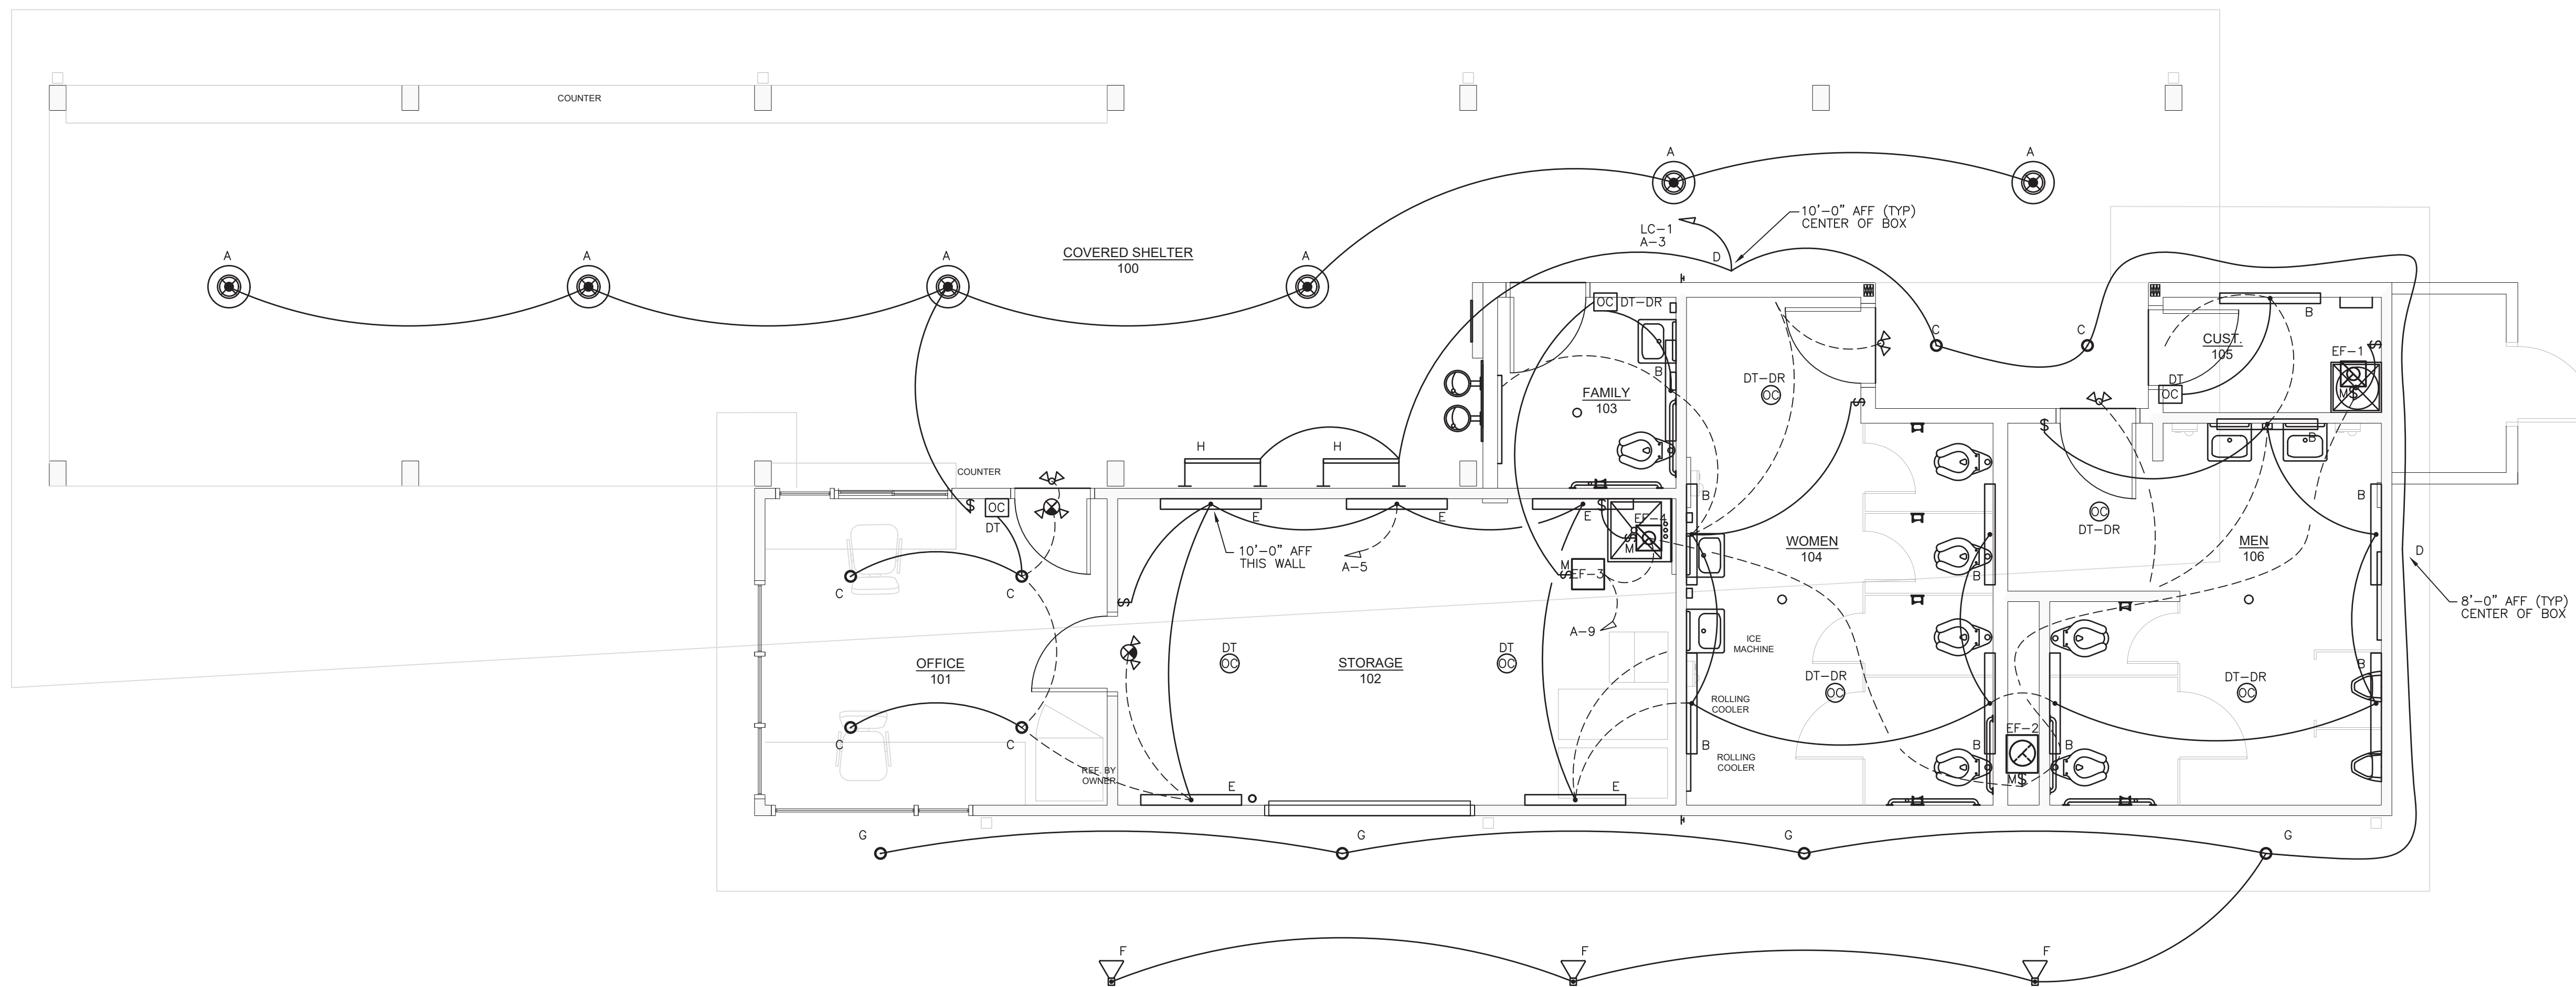 COUNTER
A
A
10'-0" AFF (TYP)
CENTER OF BOX
LC-1
A-3
D
A
A
A
A
COVERED SHELTER
100
OC
DT-DR
B
C
C
B
CUST.
105
EF-1
$
DT
OC
M$
FAMILY
103
B
DT-DR
OC
$
$
B
H
H
COUNTER
$
OC
DT
E
E
E
$
EF-4
$
M
10'-0" AFF
THIS WALL
A-5
M
$
EF-3
B
WOMEN
104
B
OC
DT-DR
MEN
106
B
D
8'-0" AFF (TYP)
CENTER OF BOX
C
C
$
A-9
ICE
MACHINE
OFFICE
101
DT
OC
STORAGE
102
DT
OC
DT-DR
OC
DT-DR
OC
B
ROLLING
COOLER
C
C
B
ROLLING
COOLER
B
EF-2
B
M$
REF. BY
OWNER
E
E
G
G
G
G
F
F
F